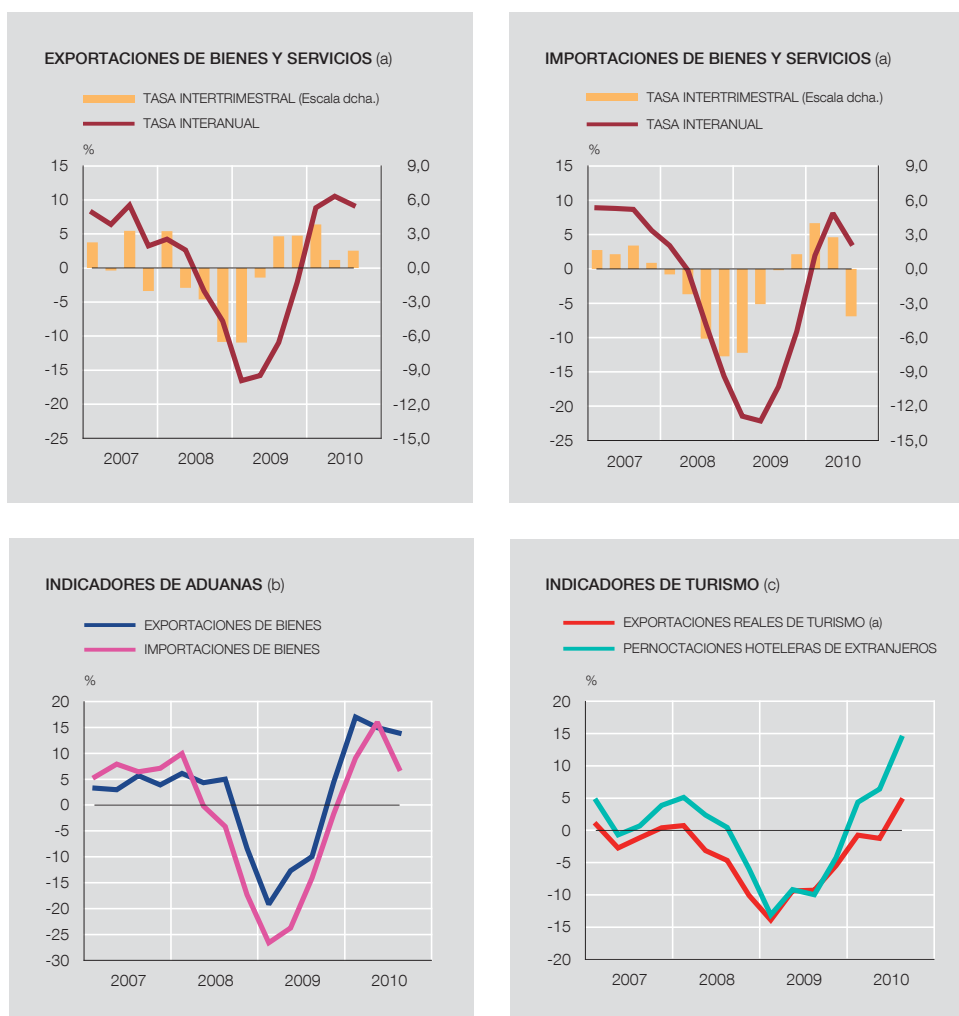 EXPORTACIONES DE BIENES Y SERVICIOS (a)
TASA INTERTRIMESTRAL (Escala dcha.)
TASA INTERANUAL
%
15 9,0
10 6,0
5 3,0
0 0,0
-5 -3,0
-10 -6,0
-15 -9,0
-20 -12,0
-25 -15,0
2007 2008 2009 2010
IMPORTACIONES DE BIENES Y SERVICIOS (a)
TASA INTERTRIMESTRAL (Escala dcha.)
TASA INTERANUAL
%
15 9,0
10 6,0
5 3,0
0 0,0
-5 -3,0
-10 -6,0
-15 -9,0
-20 -12,0
-25 -15,0
2007 2008 2009 2010
INDICADORES DE ADUANAS (b)
EXPORTACIONES DE BIENES
IMPORTACIONES DE BIENES
%
20
15
10
5
0
-5
-10
-15
-20
-25
-30
2007 2008 2009 2010
INDICADORES DE TURISMO (c)
EXPORTACIONES REALES DE TURISMO (a)
PERNOCTACIONES HOTELERAS DE EXTRANJEROS
%
20
15
10
5
0
-5
-10
-15
-20
2007 2008 2009 2010